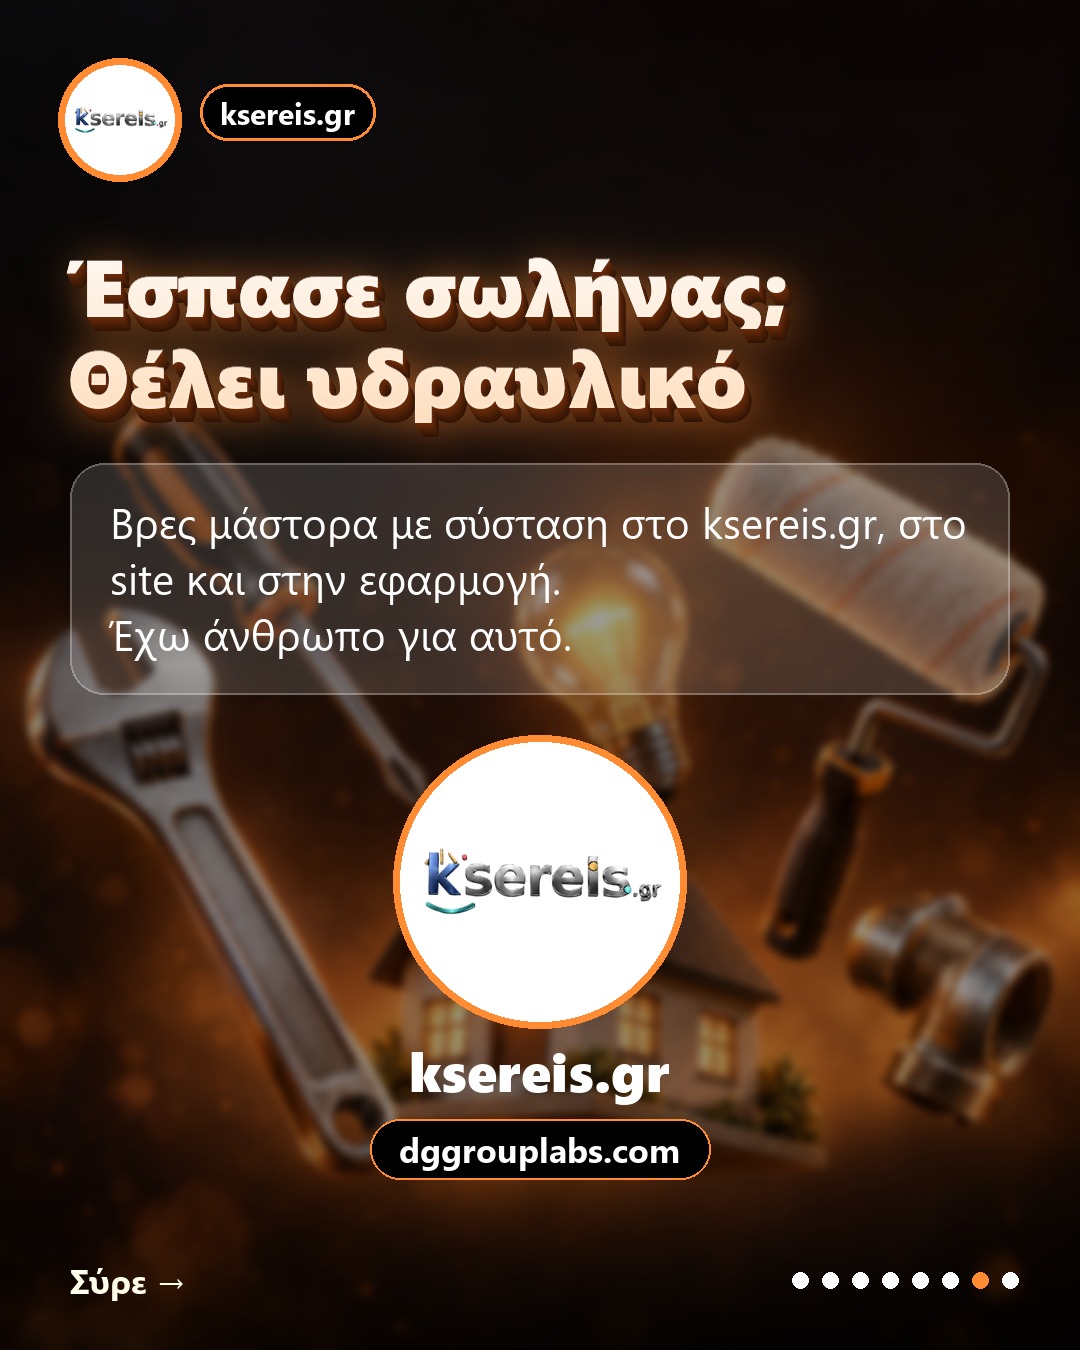 ksereis.gr
ksereis.gr
Έσπασε σωλήνας;
Θέλει υδραυλικό
Βρες μάστορα με σύσταση στο ksereis.gr, στο
site και στην εφαρμογή.
Έχω άνθρωπο για αυτό.
ksereis.gr
ksereis.gr
dggrouplabs.com
Σύρε →